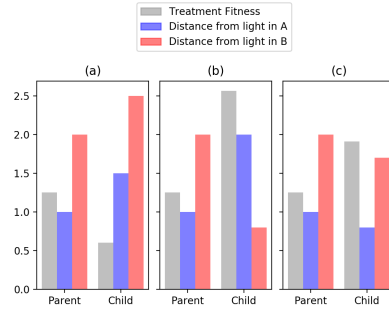 Treatment Fitness
Distance from light in A
Distance from light in B
(a) (b) (c)
2.5
2.0
1.5
1.0
0.5
0.0
Parent Child Parent Child Parent Child